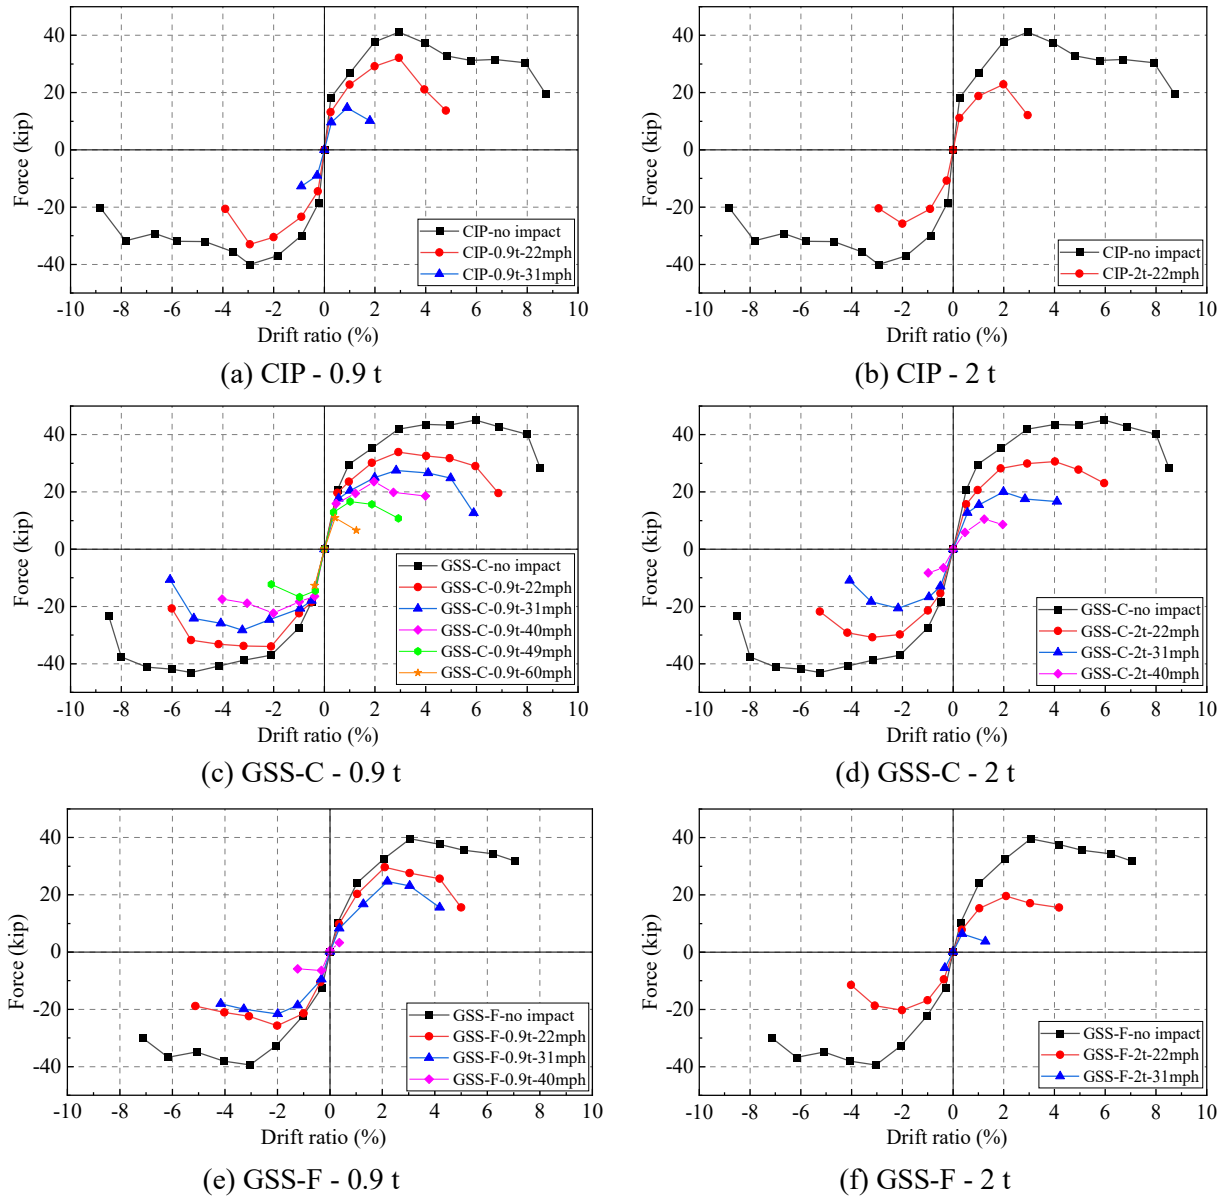 40
20
0
-20
-40
Force (kip)
CIP-no impact
CIP-0.9t-22mph
CIP-0.9t-31mph
-10 -8 -6 -4 -2 0 2 4 6 8 10
Drift ratio (%)
(a) CIP - 0.9 t
40
20
0
-20
-40
Force (kip)
CIP-no impact
CIP-2t-22mph
-10 -8 -6 -4 -2 0 2 4 6 8 10
Drift ratio (%)
(b) CIP - 2 t
40
20
0
-20
-40
Force (kip)
GSS-C-no impact
GSS-C-0.9t-22mph
GSS-C-0.9t-31mph
GSS-C-0.9t-40mph
GSS-C-0.9t-49mph
GSS-C-0.9t-60mph
-10 -8 -6 -4 -2 0 2 4 6 8 10
Drift ratio (%)
(c) GSS-C - 0.9 t
40
20
0
-20
-40
Force (kip)
GSS-C-no impact
GSS-C-2t-22mph
GSS-C-2t-31mph
GSS-C-2t-40mph
-10 -8 -6 -4 -2 0 2 4 6 8 10
Drift ratio (%)
(d) GSS-C - 2 t
40
20
0
-20
-40
Force (kip)
GSS-F-no impact
GSS-F-0.9t-22mph
GSS-F-0.9t-31mph
GSS-F-0.9t-40mph
-10 -8 -6 -4 -2 0 2 4 6 8 10
Drift ratio (%)
(e) GSS-F - 0.9 t
40
20
0
-20
-40
Force (kip)
GSS-F-no impact
GSS-F-2t-22mph
GSS-F-2t-31mph
-10 -8 -6 -4 -2 0 2 4 6 8 10
Drift ratio (%)
(f) GSS-F - 2 t